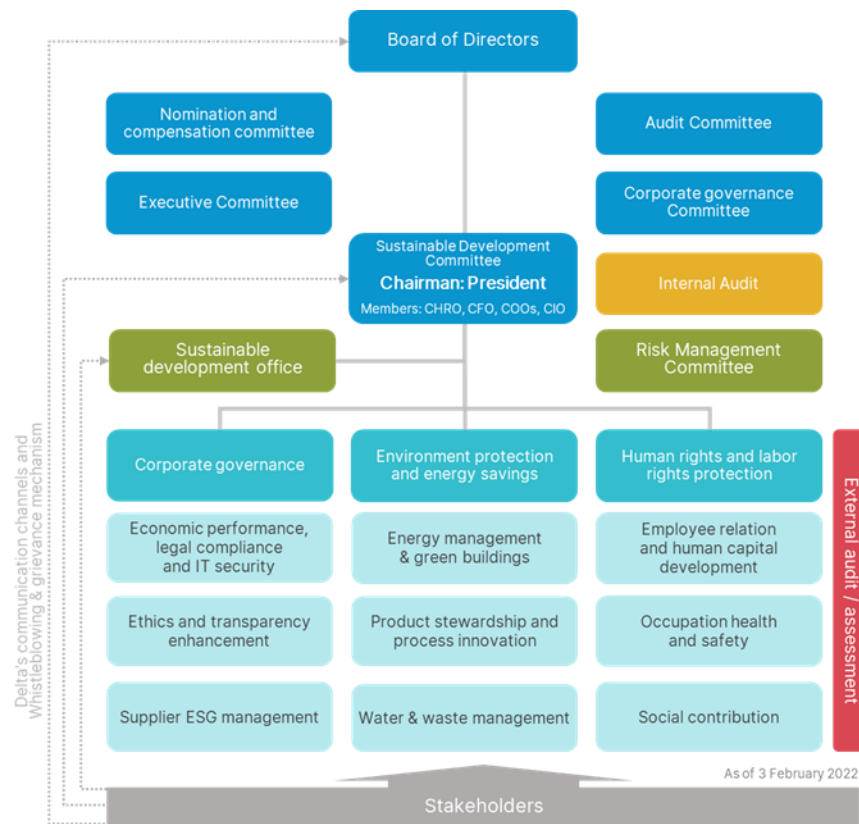 Board of Directors
Nomination and
compensation committee
Audit Committee
Executive Committee
Corporate governance
Committee
Sustainable Development
Committee
Chairman: President
Members: CHRO, CFO, COOs, CIO
Internal Audit
Sustainable
development office
Risk Management
Committee
Corporate governance
Environment protection
and energy savings
Human rights and labor
rights protection
Economic performance,
legal compliance
and IT security
Energy management
& green buildings
Employee relation
and human capital
development
Ethics and transparency
enhancement
Product stewardship and
process innovation
Occupation health
and safety
Supplier ESG management
Water & waste management
Social contribution
Delta's communication channels and
Whistleblowing & grievance mechanism
External audit / assessment
As of 3 February 2022
Stakeholders